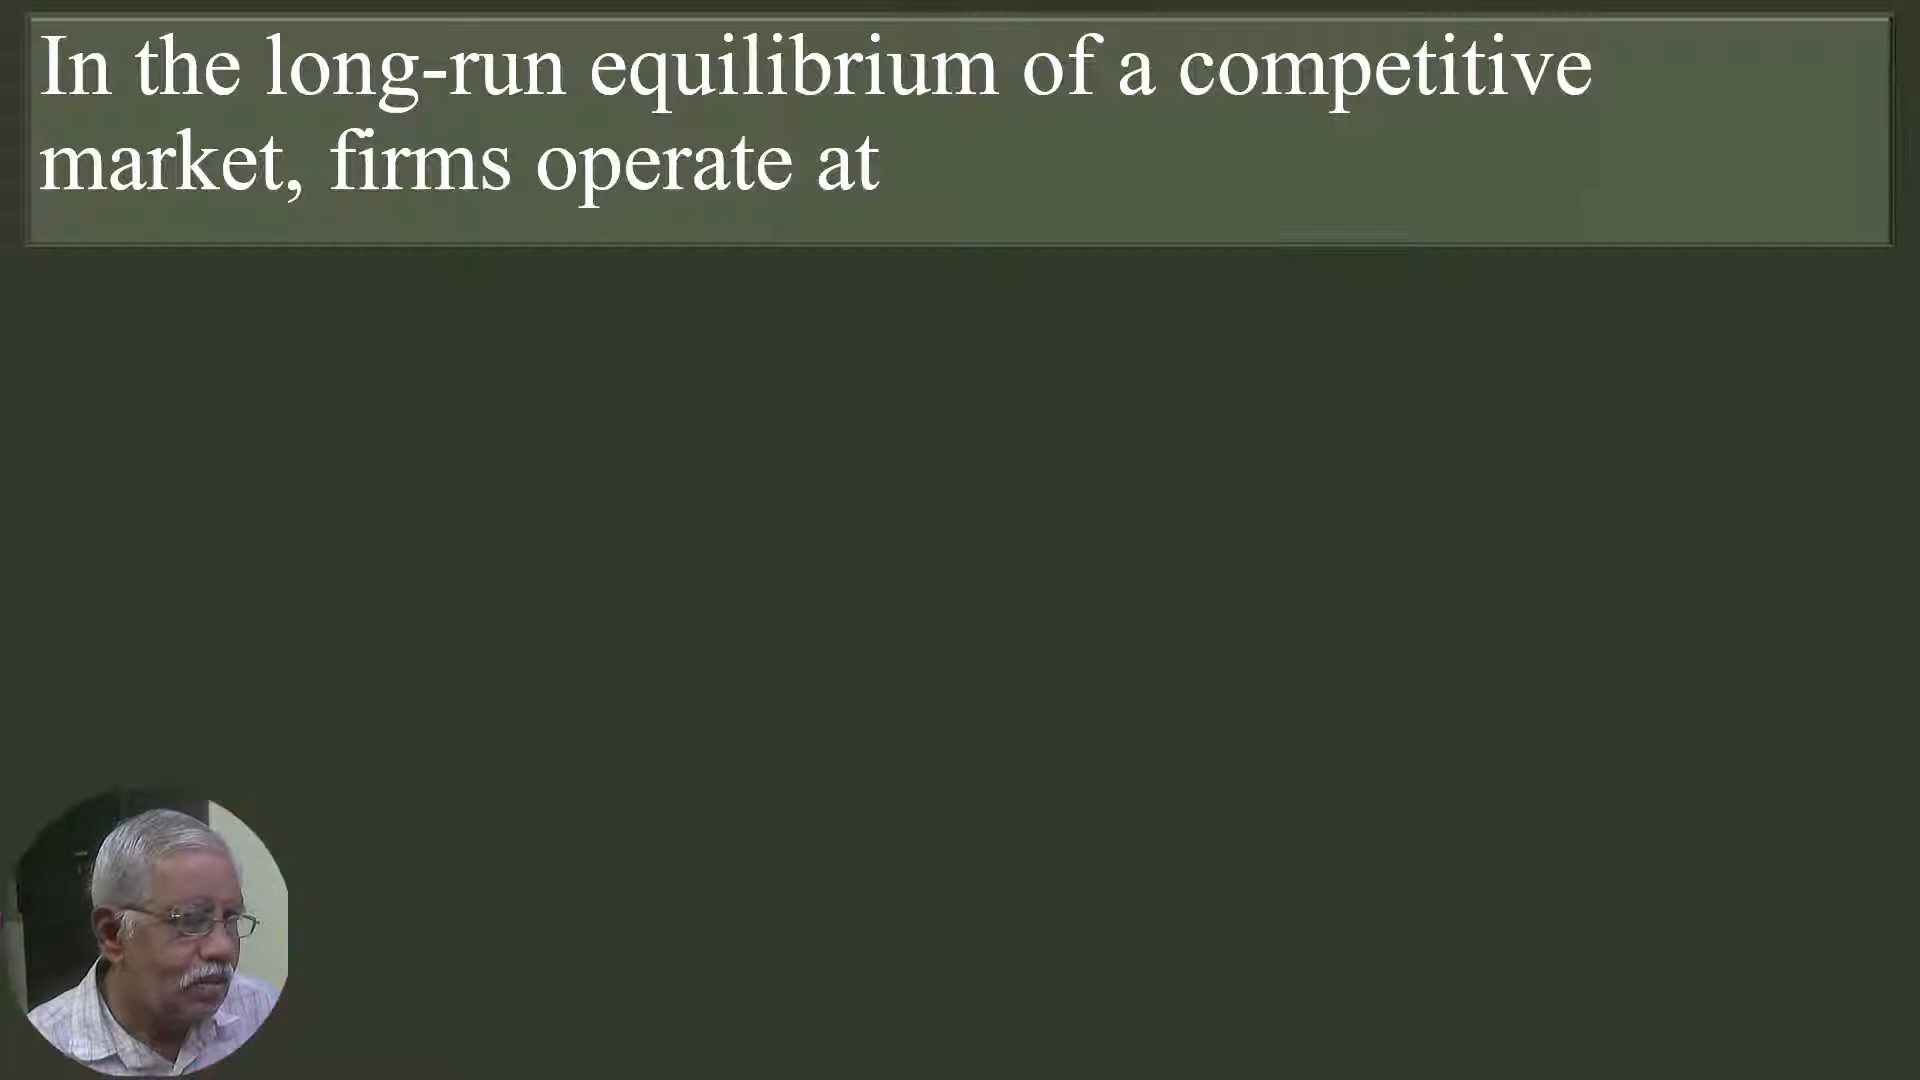 In the long-run equilibrium of a competitive
market, firms operate at